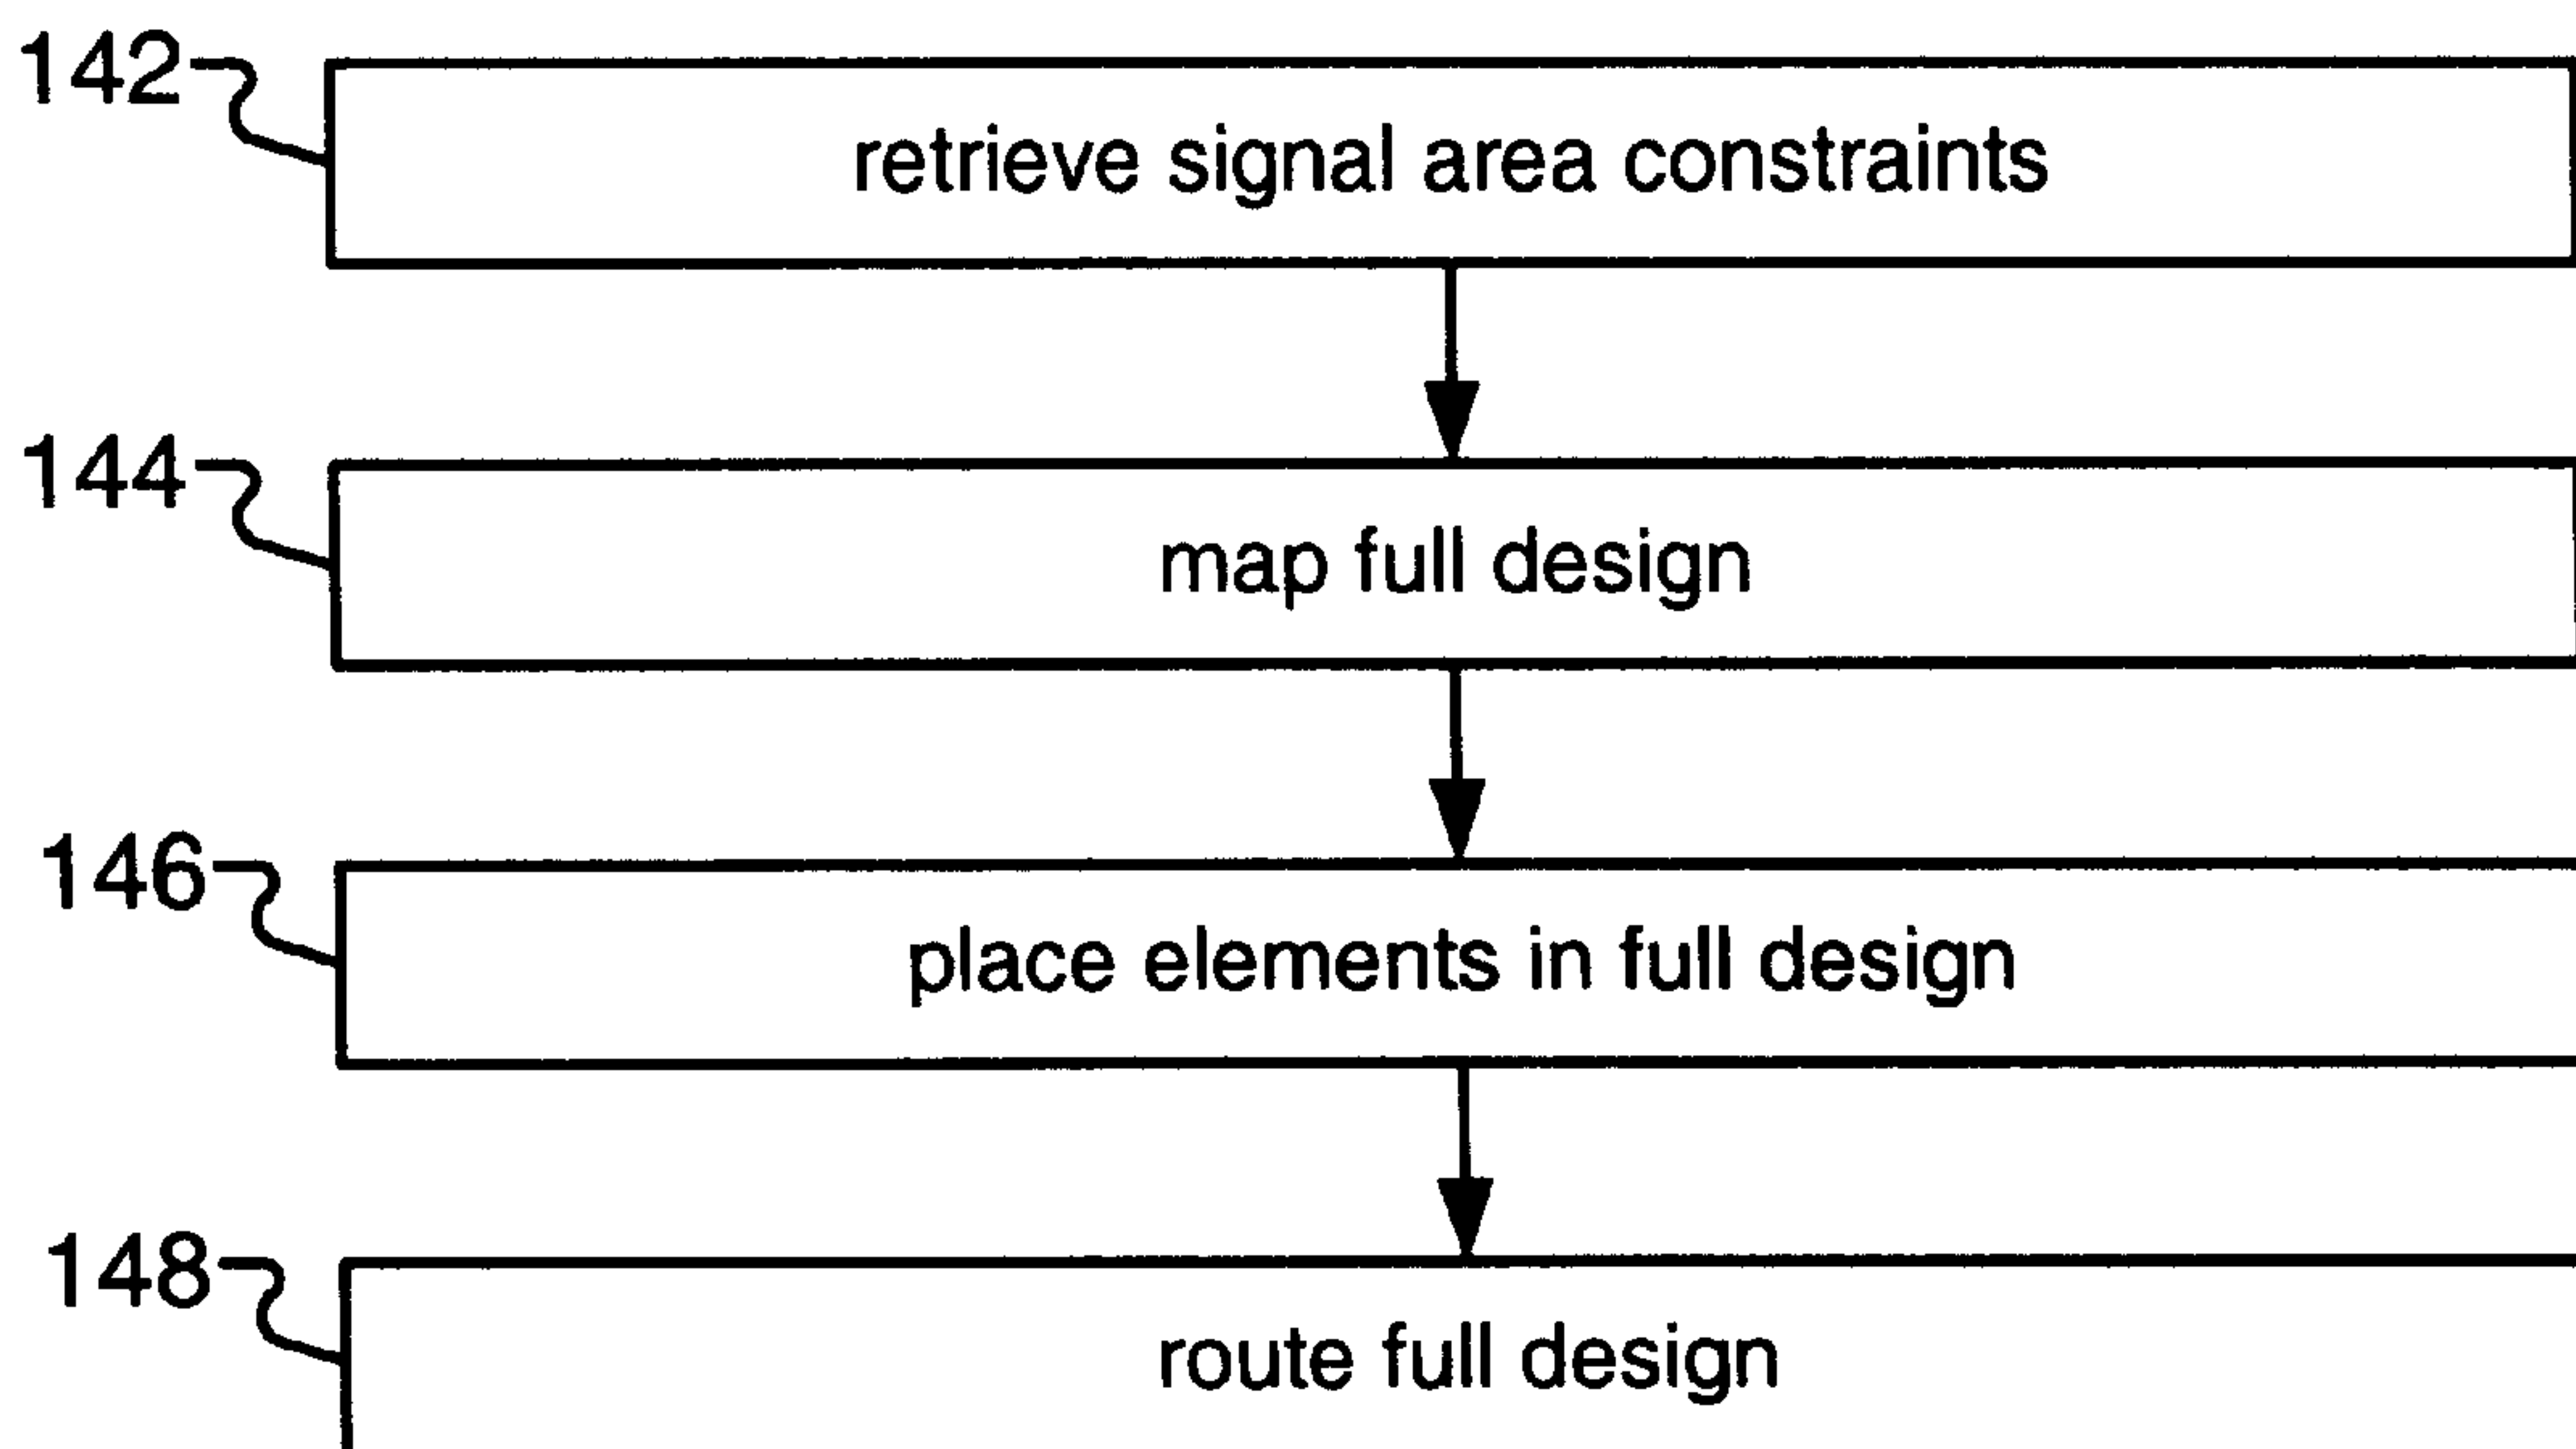 142
retrieve signal area constraints
144
map full design
146
place elements in full design
148
route full design